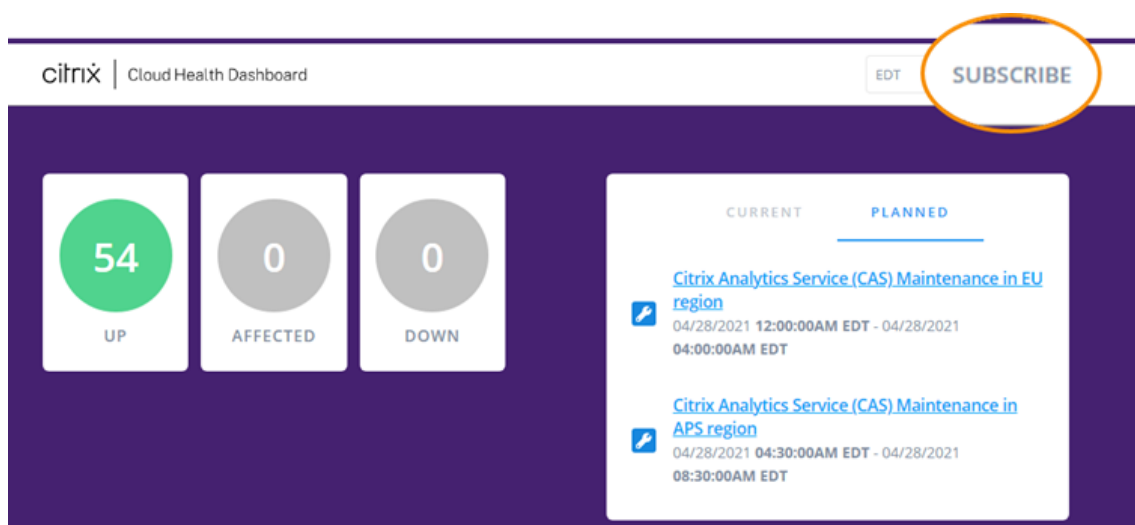 citrix | Cloud Health Dashboard
EDT
SUBSCRIBE
54
UP
0
AFFECTED
0
DOWN
CURRENT
PLANNED
Citrix Analytics Service (CAS) Maintenance in EU
region
04/28/2021 12:00:00AM EDT - 04/28/2021
04:00:00AM EDT
Citrix Analytics Service (CAS) Maintenance in
APS region
04/28/2021 04:30:00AM EDT - 04/28/2021
08:30:00AM EDT